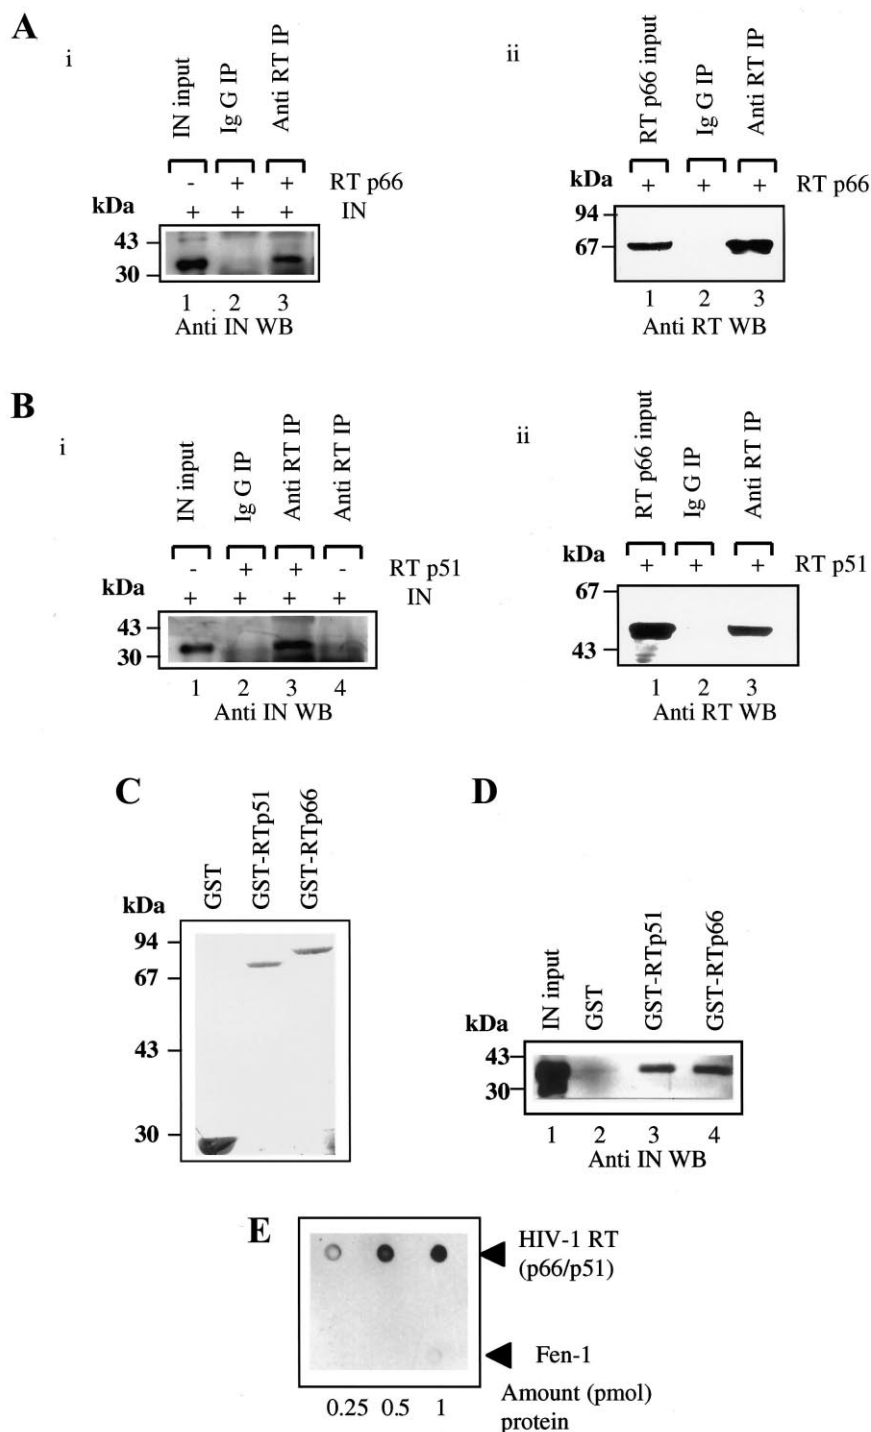 A
i
IN input
Ig G IP
Anti RT IP
- + + RT p66
kDa
+ + + IN
43
30
1 2 3
Anti IN WB
ii
RT p66 input
Ig G IP
Anti RT IP
kDa
+ + + RT p66
94
67
1 2 3
Anti RT WB
B
i
IN input
Ig G IP
Anti RT IP
Anti RT IP
- + + - RT p51
kDa
+ + + + IN
43
30
1 2 3 4
Anti IN WB
ii
RT p66 input
Ig G IP
Anti RT IP
kDa
+ + + RT p51
67
43
1 2 3
Anti RT WB
C
GST
GST-RTp51
GST-RTp66
kDa
94
67
43
30
D
IN input
GST
GST-RTp51
GST-RTp66
kDa
43
30
1 2 3 4
Anti IN WB
E
HIV-1 RT
(p66/p51)
Fen-1
0.25 0.5 1
Amount (pmol)
protein